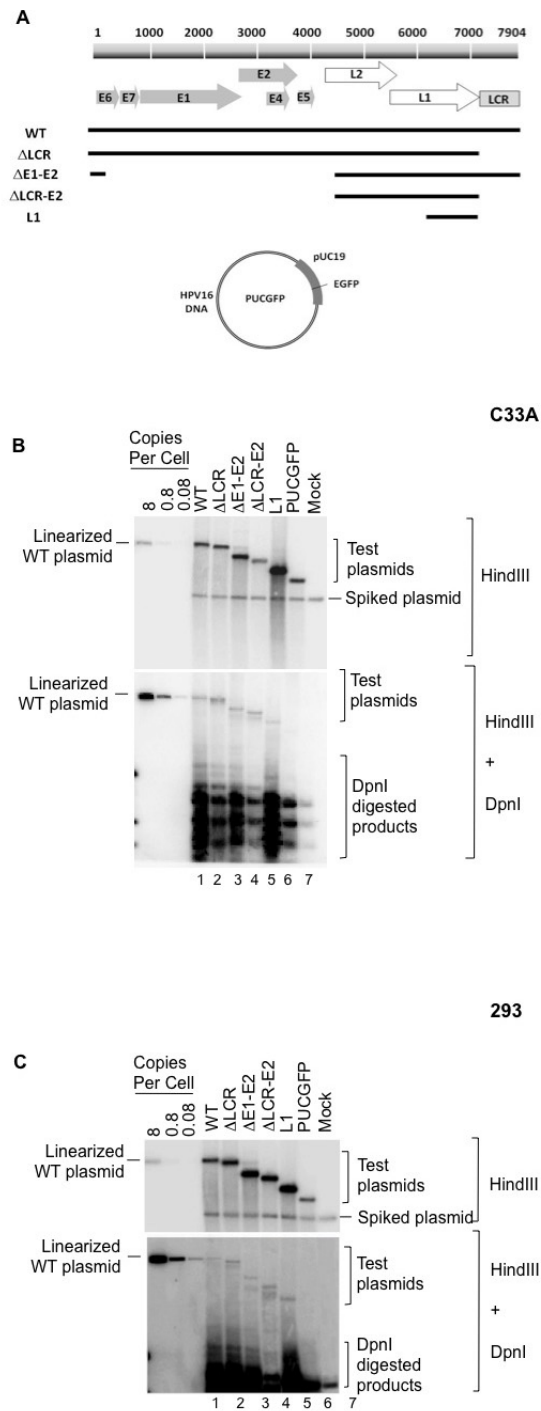 A
1 1000 2000 3000 4000 5000 6000 7000 7904
E2 L2
E6 E7 E1 E4 E5 L1 LCR
WT
ΔLCR
ΔE1-E2
ΔLCR-E2
L1
pUC19
EGFP
HPV16
DNA
PUCGFP
C33A
B
Copies
Per Cell
8 0.8 0.08 WT ΔLCR ΔE1-E2 ΔLCR-E2 L1 PUCGFP Mock
Linearized
WT plasmid
Test
plasmids
Spiked plasmid
HindIII
Linearized
WT plasmid
Test
plasmids
DpnI
digested
products
HindIII
+
DpnI
1 2 3 4 5 6 7
293
C
Copies
Per Cell
8 0.8 0.08 WT ΔLCR ΔE1-E2 ΔLCR-E2 L1 PUCGFP Mock
Linearized
WT plasmid
Test
plasmids
Spiked plasmid
HindIII
Linearized
WT plasmid
Test
plasmids
DpnI
digested
products
HindIII
+
DpnI
1 2 3 4 5 6 7